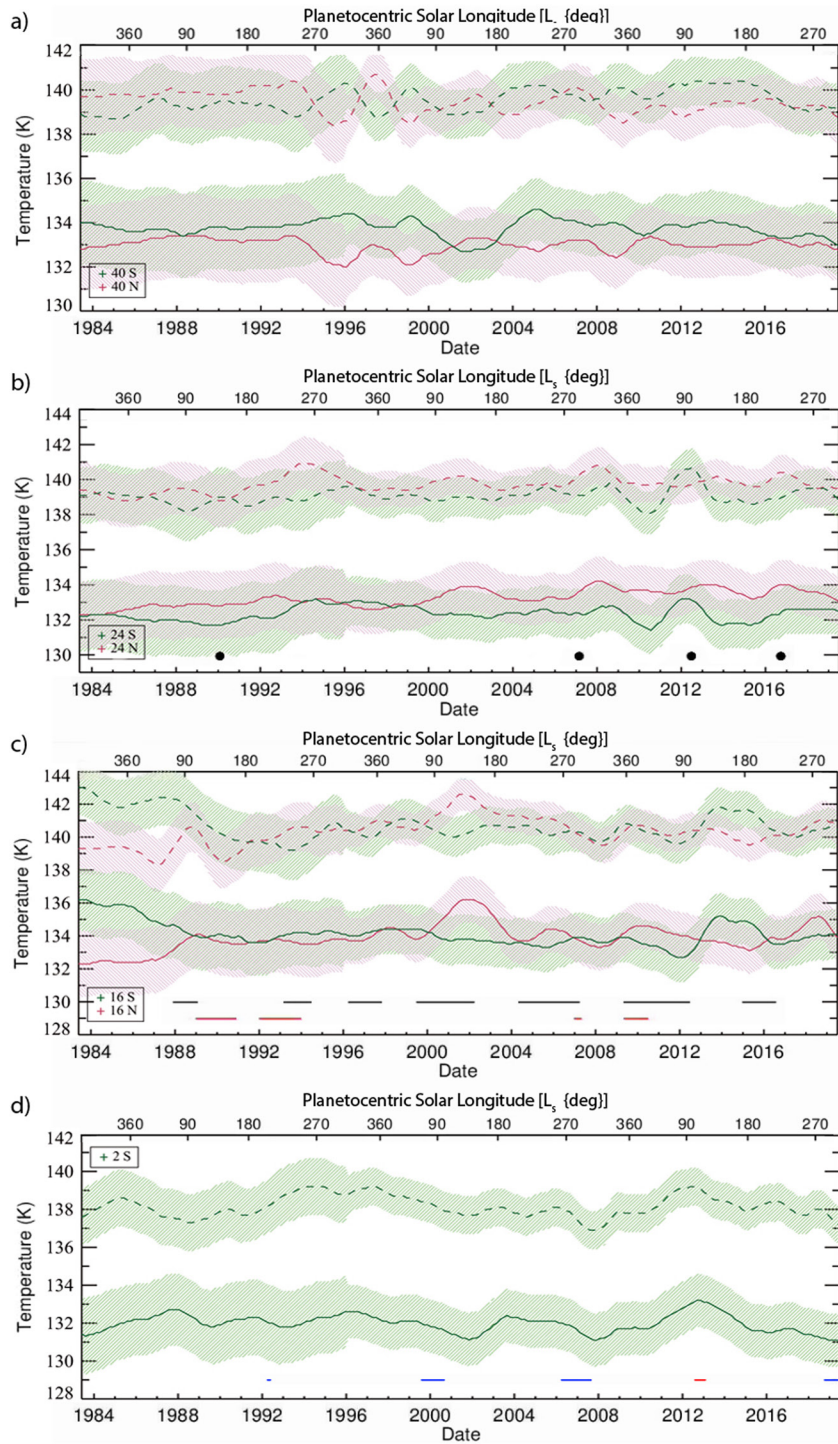 a)
Planetocentric Solar Longitude [L. {deg}]
360 90 180 270 360 90 180 270 360 90 180 270
142
140
138
136
134
132
130
Temperature (K)
+ 40 S
+ 40 N
1984 1988 1992 1996 2000 2004 2008 2012 2016
Date
b)
Planetocentric Solar Longitude [Ls {deg}]
360 90 180 270 360 90 180 270 360 90 180 270
144
142
140
138
136
134
132
130
Temperature (K)
+ 24 S
+ 24 N
1984 1988 1992 1996 2000 2004 2008 2012 2016
Date
c)
Planetocentric Solar Longitude [Ls {deg}]
360 90 180 270 360 90 180 270 360 90 180 270
144
142
140
138
136
134
132
130
128
Temperature (K)
+ 16 S
+ 16 N
1984 1988 1992 1996 2000 2004 2008 2012 2016
Date
d)
Planetocentric Solar Longitude [Ls {deg}]
360 90 180 270 360 90 180 270 360 90 180 270
142
140
138
136
134
132
130
128
Temperature (K)
+ 2 S
1984 1988 1992 1996 2000 2004 2008 2012 2016
Date